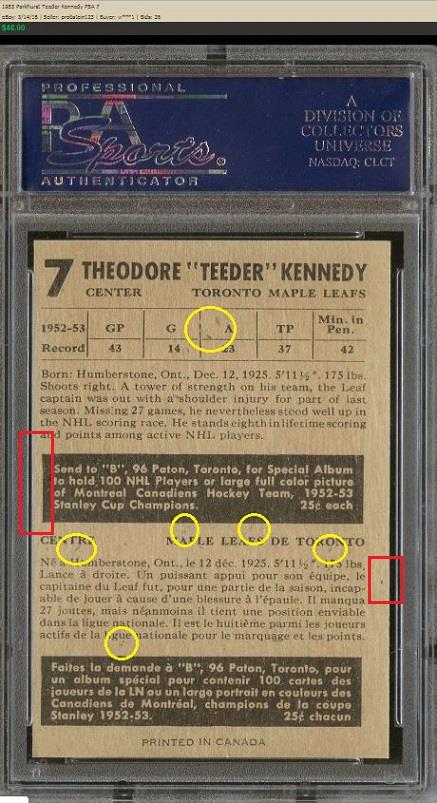 1953 Parkhurst Teeder Kennedy PSA 7
eBay: 3/14/16 | Seller: probstein123 | Buyer: u***1 | Bids: 26
$46.00
PROFESSIONAL
PSA
Sports
AUTHENTICATOR
A
DIVISION OF
COLLECTORS
UNIVERSE
NASDAQ: CLCT
7 THEODORE "TEEDER" KENNEDY
CENTER TORONTO MAPLE LEAFS
1952-53 GP G A TP Min. in Pen.
Record 43 14 23 37 42
Born: Humberstone, Ont., Dec. 12, 1925. 5'11½". 175 lbs.
Shoots right. A tower of strength on his team, the Leaf
captain was out with a shoulder injury for part of last
season. Missing 27 games, he nevertheless stood well up in
the NHL scoring race. He stands eighth in lifetime scoring
and points among active NHL players.
Send to "B", 96 Paton, Toronto, for Special Album
to hold 100 NHL Players or large full color picture
of Montreal Canadiens Hockey Team, 1952-53
Stanley Cup Champions. 25¢ each
CENTRE MAPLE LEAFS DE TORONTO
Né à Humberstone, Ont., le 12 déc. 1925. 5'11½". 175 lbs.
Lance à droite. Un puissant appui pour son équipe, le
capitaine du Leaf fut, pour une partie de la saison, incap-
able de jouer à cause d'une blessure à l'épaule. Il manqua
27 joutes, mais néanmoins il tient une position enviable
dans la ligue nationale. Il est le huitième parmi les joueurs
actifs de la ligue nationale pour le marquage et les points.
Faites la demande à "B", 96 Paton, Toronto, pour
un album spécial pour contenir 100 cartes des
joueurs de la LN ou un large portrait en couleurs des
Canadiens de Montréal, champions de la coupe
Stanley 1952-53. 25¢ chacun
PRINTED IN CANADA